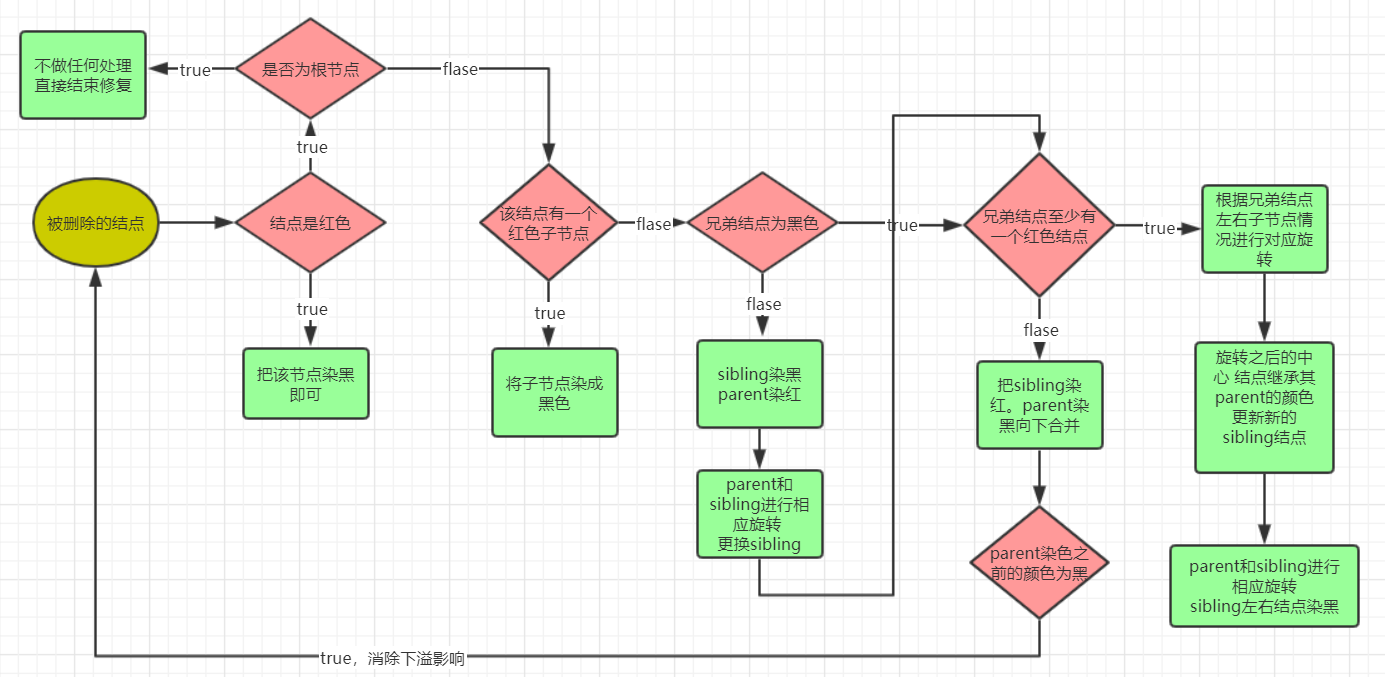 不做任何处理
直接结束修复
true
是否为根节点
flase
true
被删除的结点
结点是红色
true
把该节点染黑
即可
该结点有一个
红色子节点
flase
true
将子节点染成
黑色
兄弟结点为黑色
true
flase
sibling染黑
parent染红
parent和
sibling进行相
应旋转
更换sibling
兄弟结点至少有
一个红色结点
true
flase
把sibling染
红。parent染
黑向下合并
parent染色之
前的颜色为黑
true，消除下溢影响
根据兄弟结点
左右子节点情
况进行对应旋
转
旋转之后的中
心 结点继承其
parent的颜色
更新新的
sibling结点
parent和sibling进行
相应旋转
sibling左右结点染黑